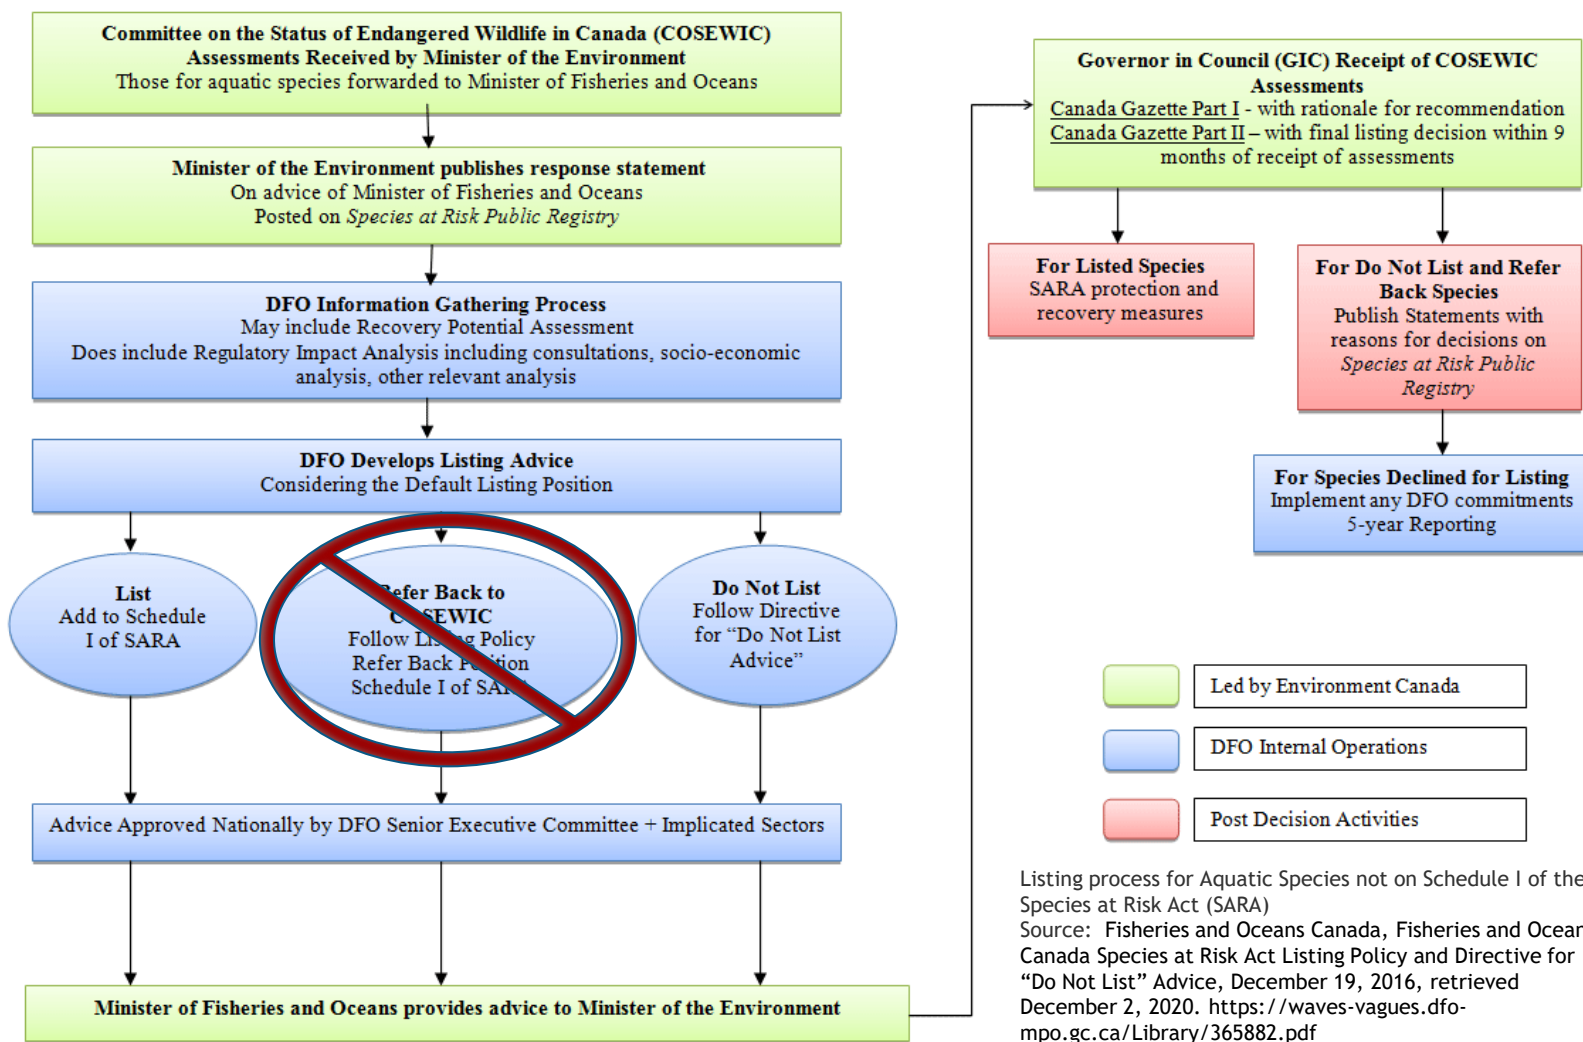 Committee on the Status of Endangered Wildlife in Canada (COSEWIC)
Assessments Received by Minister of the Environment
Those for aquatic species forwarded to Minister of Fisheries and Oceans
Minister of the Environment publishes response statement
On advice of Minister of Fisheries and Oceans
Posted on Species at Risk Public Registry
DFO Information Gathering Process
May include Recovery Potential Assessment
Does include Regulatory Impact Analysis including consultations, socio-economic
analysis, other relevant analysis
DFO Develops Listing Advice
Considering the Default Listing Position
List
Add to Schedule
I of SARA
Refer Back to
COSEWIC
Follow Listing Policy
Refer Back Position
Schedule I of SARA
Do Not List
Follow Directive
for “Do Not List
Advice”
Advice Approved Nationally by DFO Senior Executive Committee + Implicated Sectors
Minister of Fisheries and Oceans provides advice to Minister of the Environment
Governor in Council (GIC) Receipt of COSEWIC
Assessments
Canada Gazette Part I - with rationale for recommendation
Canada Gazette Part II – with final listing decision within 9
months of receipt of assessments
For Listed Species
SARA protection and
recovery measures
For Do Not List and Refer
Back Species
Publish Statements with
reasons for decisions on
Species at Risk Public
Registry
For Species Declined for Listing
Implement any DFO commitments
5-year Reporting
Led by Environment Canada
DFO Internal Operations
Post Decision Activities
Listing process for Aquatic Species not on Schedule I of the
Species at Risk Act (SARA)
Source: Fisheries and Oceans Canada, Fisheries and Ocean
Canada Species at Risk Act Listing Policy and Directive for
“Do Not List” Advice, December 19, 2016, retrieved
December 2, 2020. https://waves-vagues.dfo-
mpo.gc.ca/Library/365882.pdf